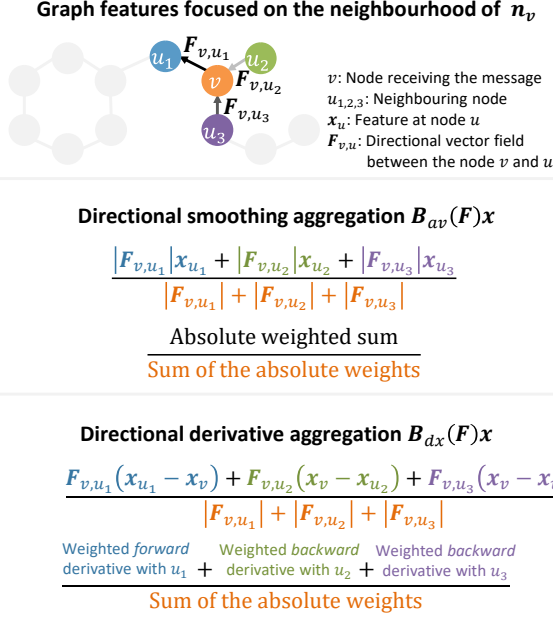 Graph features focused on the neighbourhood of n_v
u_1 F_{v,u_1} u_2
v F_{v,u_2}
F_{v,u_3}
u_3
v: Node receiving the message
u_{1,2,3}: Neighbouring node
x_u: Feature at node u
F_{v,u}: Directional vector field
between the node v and u
Directional smoothing aggregation B_{av}(F)x
|F_{v,u_1}|x_{u_1} + |F_{v,u_2}|x_{u_2} + |F_{v,u_3}|x_{u_3}
|F_{v,u_1}| + |F_{v,u_2}| + |F_{v,u_3}|
Absolute weighted sum
Sum of the absolute weights
Directional derivative aggregation B_{dx}(F)x
F_{v,u_1}(x_{u_1} − x_v) + F_{v,u_2}(x_v − x_{u_2}) + F_{v,u_3}(x_v − x
|F_{v,u_1}| + |F_{v,u_2}| + |F_{v,u_3}|
Weighted forward Weighted backward Weighted backward
derivative with u_1 + derivative with u_2 + derivative with u_3
Sum of the absolute weights